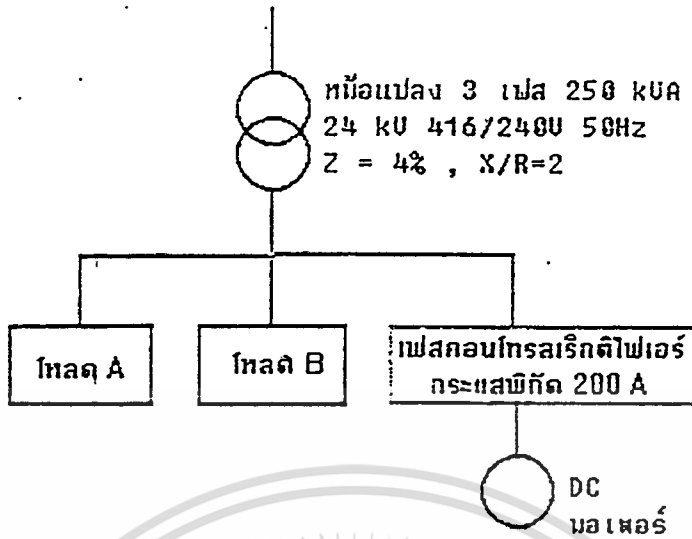 หม้อแปลง 3 เฟส 250 kVA
24 kV 416/240V 50Hz
Z = 4% , X/R=2
โหลด A
โหลด B
เฟสคอนโทรลเร็กติไฟเออร์
กระแสพิกัด 200 A
DC
มอเตอร์